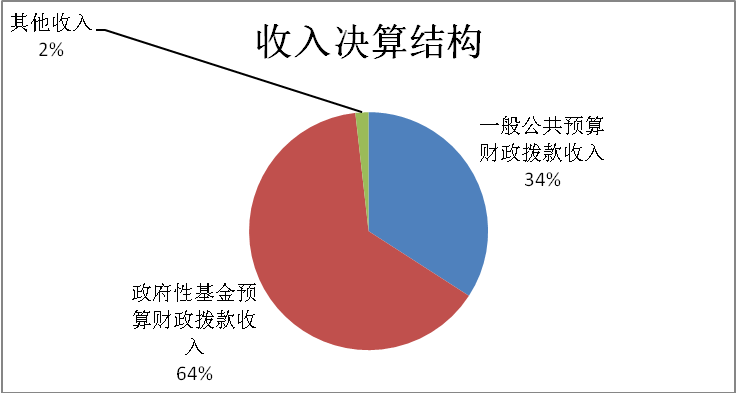 收入决算结构
其他收入
2%
一般公共预算
财政拨款收入
34%
政府性基金预
算财政拨款收
入
64%